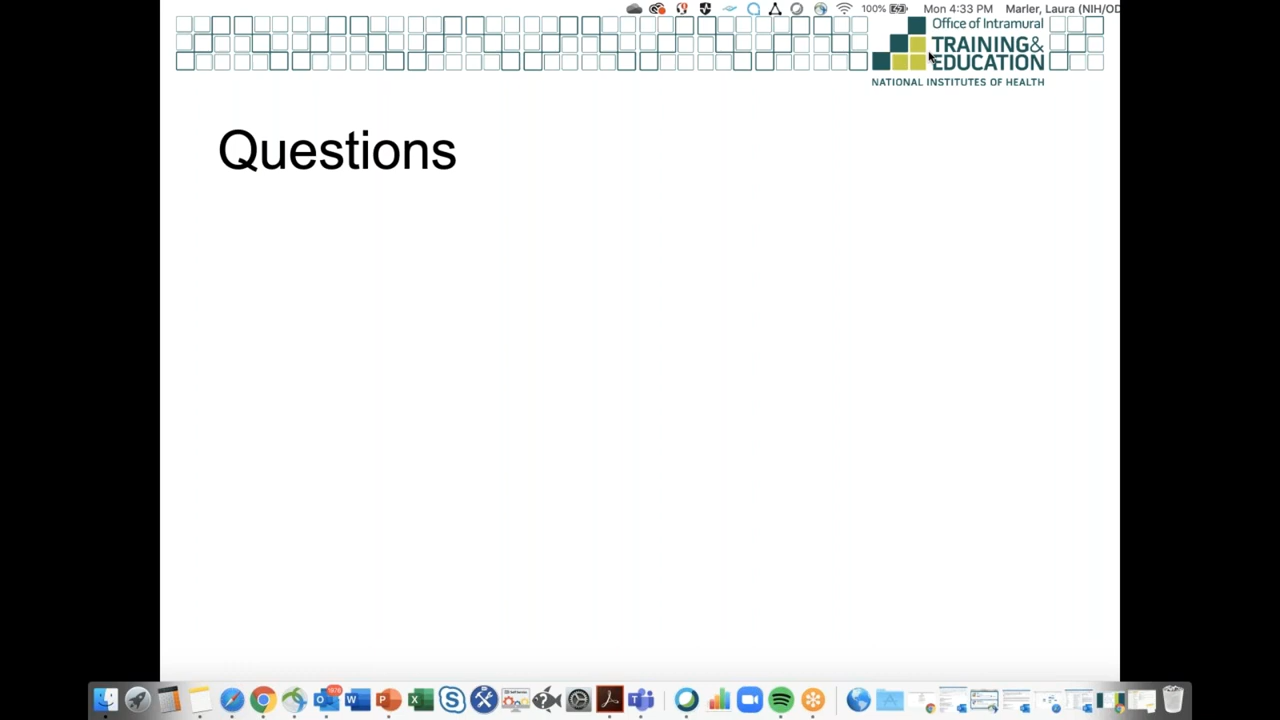 100% Mon 4:33 PM Marler, Laura (NIH/OD
Office of Intramural
TRAINING&
EDUCATION
NATIONAL INSTITUTES OF HEALTH
Questions